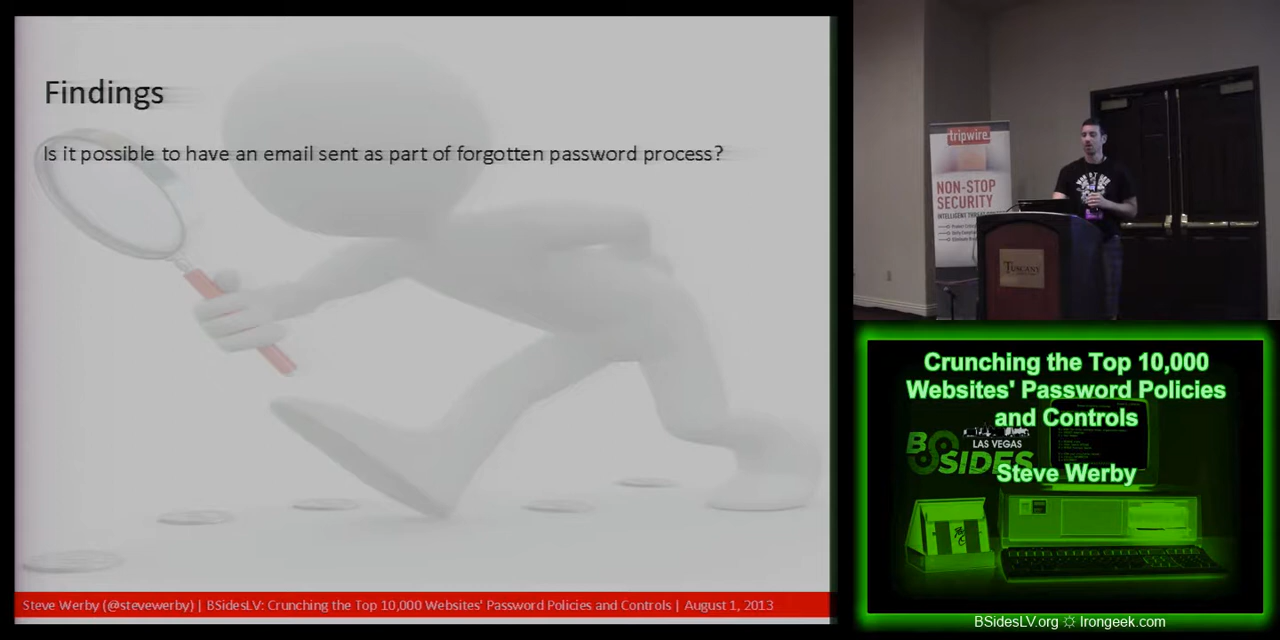 Findings
Is it possible to have an email sent as part of forgotten password process?
Steve Werby (@stevewerby) | BSidesLV: Crunching the Top 10,000 Websites' Password Policies and Controls | August 1, 2013
tripwire
NON-STOP
SECURITY
TUSCANY
Crunching the Top 10,000
Websites' Password Policies
and Controls
LAS VEGAS
BSIDES
Steve Werby
BSidesLV.org ☼ Irongeek.com